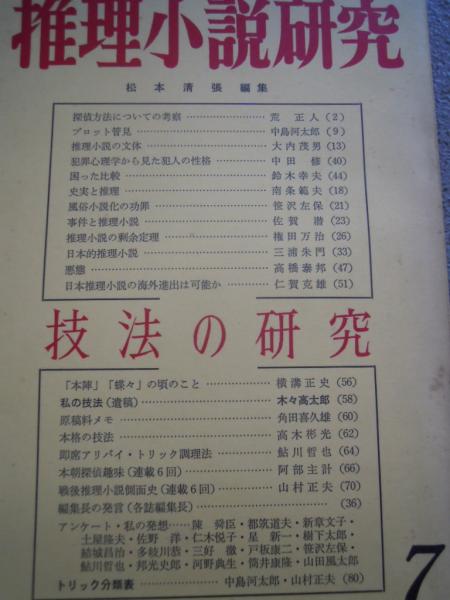 推理小説研究
松本清張 編集
探偵方法についての考察 …… 荒正人(2)
プロット管見 …… 中島河太郎(9)
推理小説の文体 …… 大内茂男(13)
犯罪心理学から見た犯人の性格 …… 中田修(40)
困った比較 …… 鈴木幸夫(44)
史実と推理 …… 南条範夫(18)
風俗小説化の功罪 …… 笹沢左保(21)
事件と推理小説 …… 佐賀潜(23)
推理小説の剰余定理 …… 権田万治(26)
日本的推理小説 …… 三浦朱門(33)
悪態 …… 高橋泰邦(47)
日本推理小説の海外進出は可能か …… 仁賀克雄(51)
技法の研究
「本陣」「蝶々」の頃のこと …… 横溝正史(56)
私の技法(遺稿) …… 木々高太郎(58)
原稿料メモ …… 角田喜久雄(60)
本格の技法 …… 高木彬光(62)
即席アリバイ・トリック調理法 …… 鮎川哲也(64)
本朝探偵趣味(連載6回) …… 阿部主計(66)
戦後推理小説側面史(連載6回) …… 山村正夫(70)
編集長の発言(各誌編集長) …… (36)
アンケート・私の発想 …… 陳舜臣・都筑道夫・新章文子・
土屋隆夫・佐野洋・仁木悦子・星新一・樹下太郎・
結城昌治・多岐川恭・三好徹・戸板康二・笹沢左保・
鮎川哲也・邦光史郎・河野典生・筒井康隆・山田風太郎
トリック分類表 …… 中島河太郎・山村正夫(80)
7